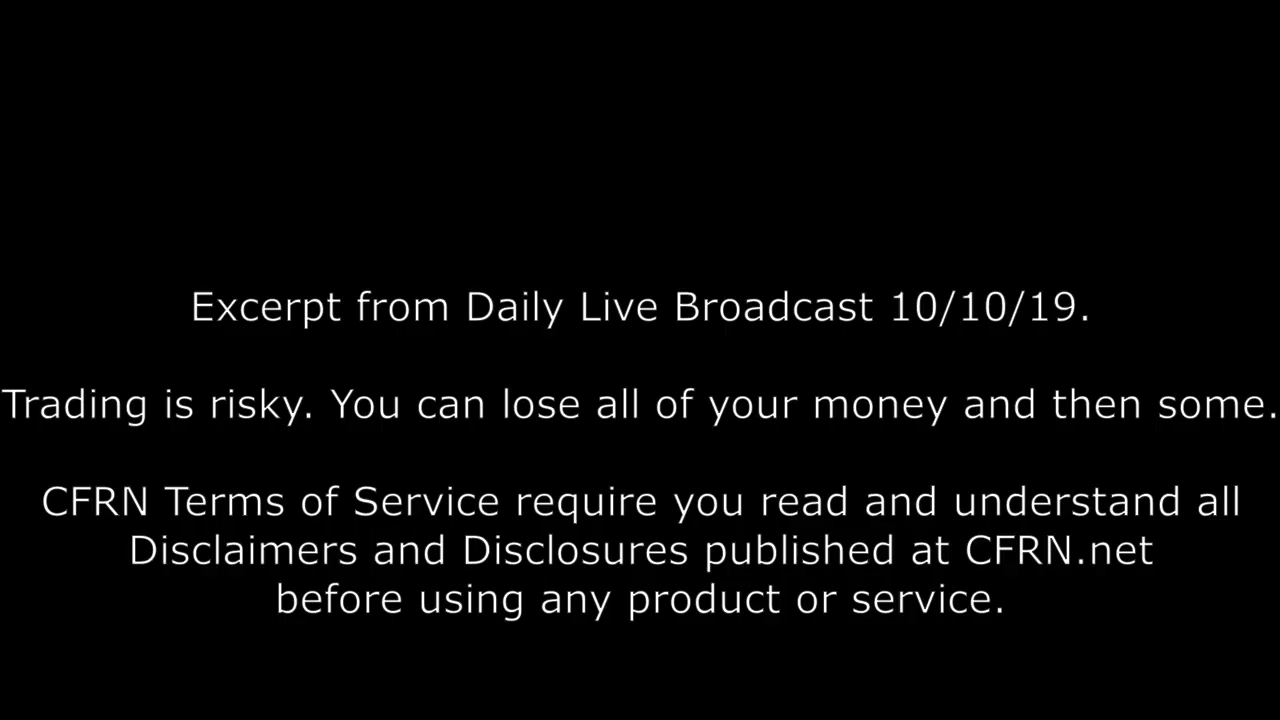 Excerpt from Daily Live Broadcast 10/10/19.
Trading is risky. You can lose all of your money and then some.
CFRN Terms of Service require you read and understand all
Disclaimers and Disclosures published at CFRN.net
before using any product or service.